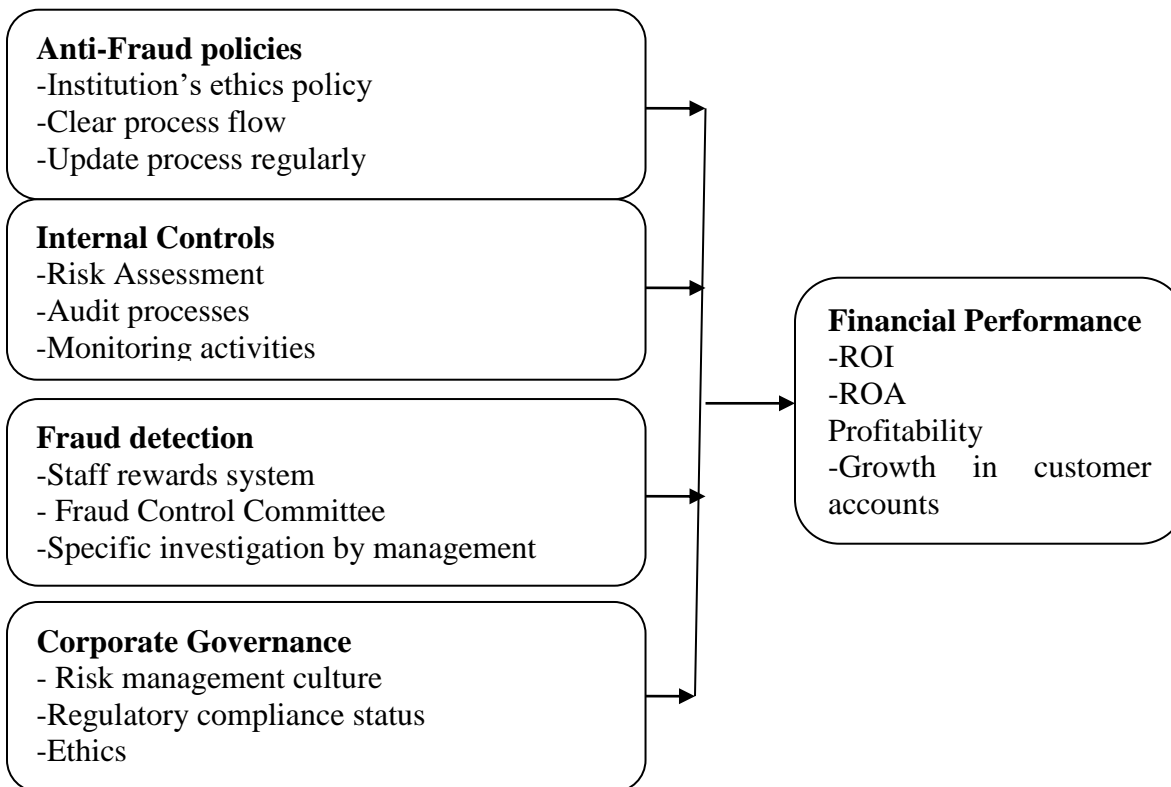 Anti-Fraud policies
-Institution’s ethics policy
-Clear process flow
-Update process regularly
Internal Controls
-Risk Assessment
-Audit processes
-Monitoring activities
Fraud detection
-Staff rewards system
- Fraud Control Committee
-Specific investigation by management
Corporate Governance
- Risk management culture
-Regulatory compliance status
-Ethics
Financial Performance
-ROI
-ROA
Profitability
-Growth in customer
accounts